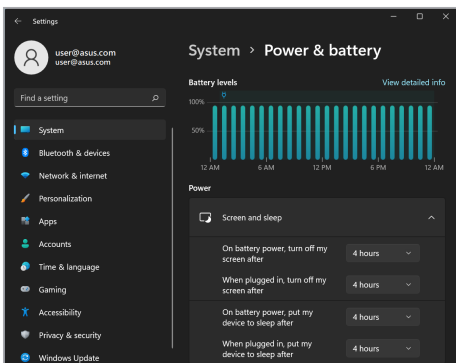 Settings
user@asus.com
user@asus.com
Find a setting
System
Bluetooth & devices
Network & internet
Personalization
Apps
Accounts
Time & language
Gaming
Accessibility
Privacy & security
Windows Update
System > Power & battery
Battery levels
View detailed info
100%
50%
12 AM 6 AM 12 PM 6 PM 12 AM
Power
Screen and sleep
On battery power, turn off my
screen after
4 hours
When plugged in, turn off my
screen after
4 hours
On battery power, put my
device to sleep after
4 hours
When plugged in, put my
device to sleep after
4 hours